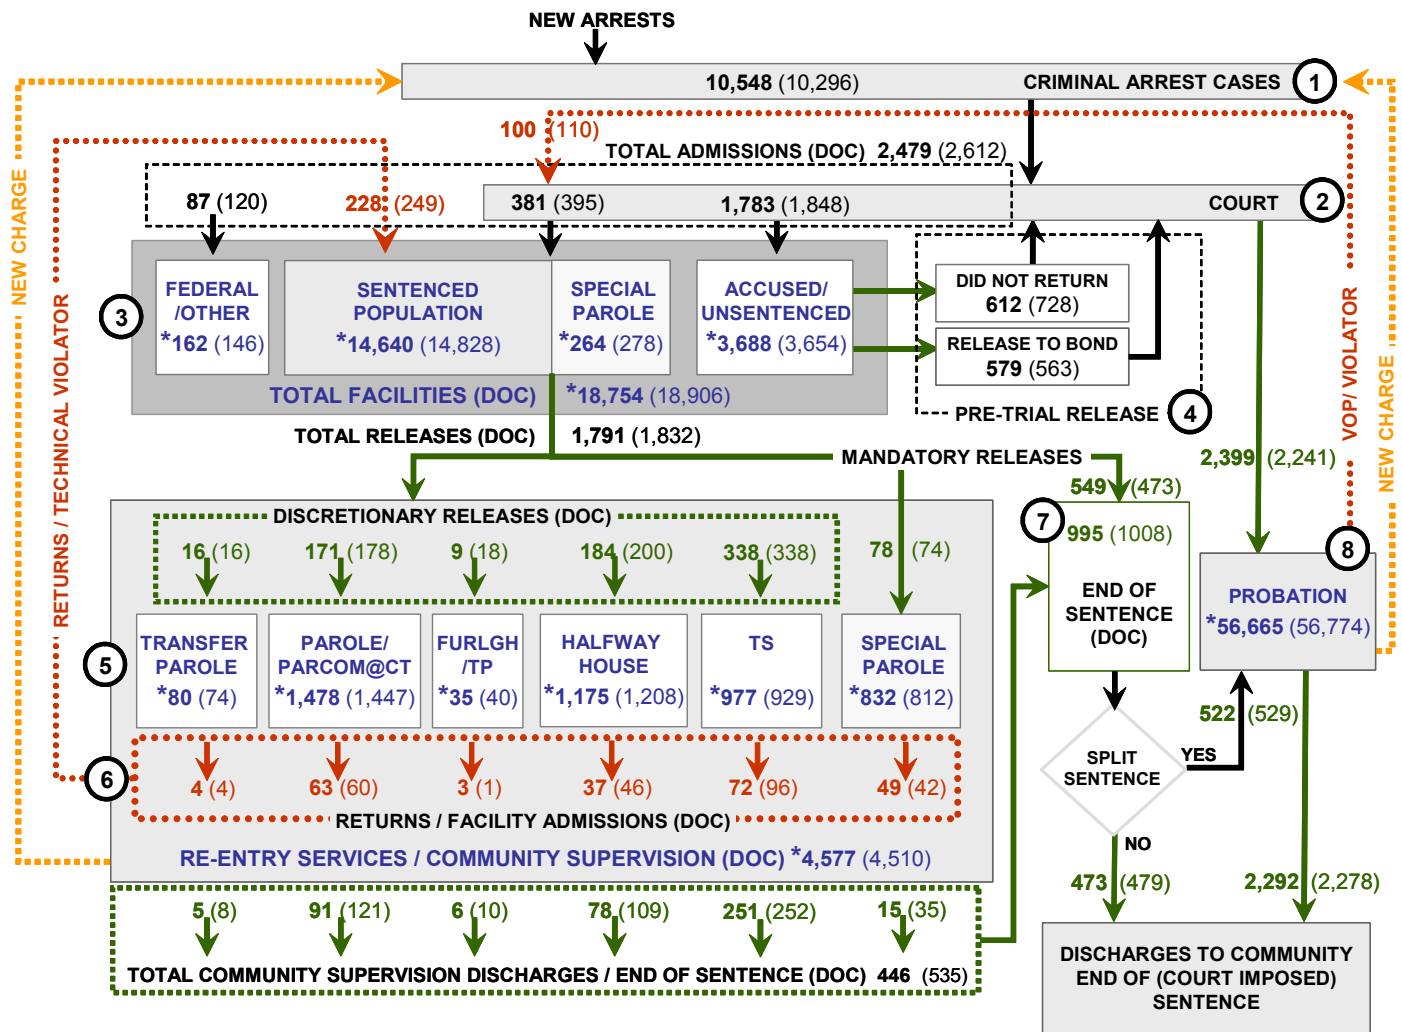 NEW ARRESTS
10,548 (10,296)
CRIMINAL ARREST CASES
1
100 (110)
TOTAL ADMISSIONS (DOC) 2,479 (2,612)
87 (120)
228 (249)
381 (395)
1,783 (1,848)
COURT
2
NEW CHARGE
RETURNS / TECHNICAL VIOLATOR
VOP/ VIOLATOR
NEW CHARGE
3
FEDERAL
/OTHER
*162 (146)
SENTENCED
POPULATION
*14,640 (14,828)
SPECIAL
PAROLE
*264 (278)
ACCUSED/
UNSENTENCED
*3,688 (3,654)
DID NOT RETURN
612 (728)
RELEASE TO BOND
579 (563)
PRE-TRIAL RELEASE
4
TOTAL FACILITIES (DOC) *18,754 (18,906)
TOTAL RELEASES (DOC) 1,791 (1,832)
MANDATORY RELEASES
2,399 (2,241)
549 (473)
DISCRETIONARY RELEASES (DOC)
16 (16)
171 (178)
9 (18)
184 (200)
338 (338)
78 (74)
7
995 (1008)
END OF
SENTENCE
(DOC)
8
PROBATION
*56,665 (56,774)
5
TRANSFER
PAROLE
*80 (74)
PAROLE/
PARCOM@CT
*1,478 (1,447)
FURLGH
/TP
*35 (40)
HALFWAY
HOUSE
*1,175 (1,208)
TS
*977 (929)
SPECIAL
PAROLE
*832 (812)
522 (529)
SPLIT
SENTENCE
YES
NO
6
4 (4)
63 (60)
3 (1)
37 (46)
72 (96)
49 (42)
RETURNS / FACILITY ADMISSIONS (DOC)
RE-ENTRY SERVICES / COMMUNITY SUPERVISION (DOC) *4,577 (4,510)
473 (479)
2,292 (2,278)
5 (8)
91 (121)
6 (10)
78 (109)
251 (252)
15 (35)
TOTAL COMMUNITY SUPERVISION DISCHARGES / END OF SENTENCE (DOC) 446 (535)
DISCHARGES TO COMMUNITY
END OF (COURT IMPOSED)
SENTENCE